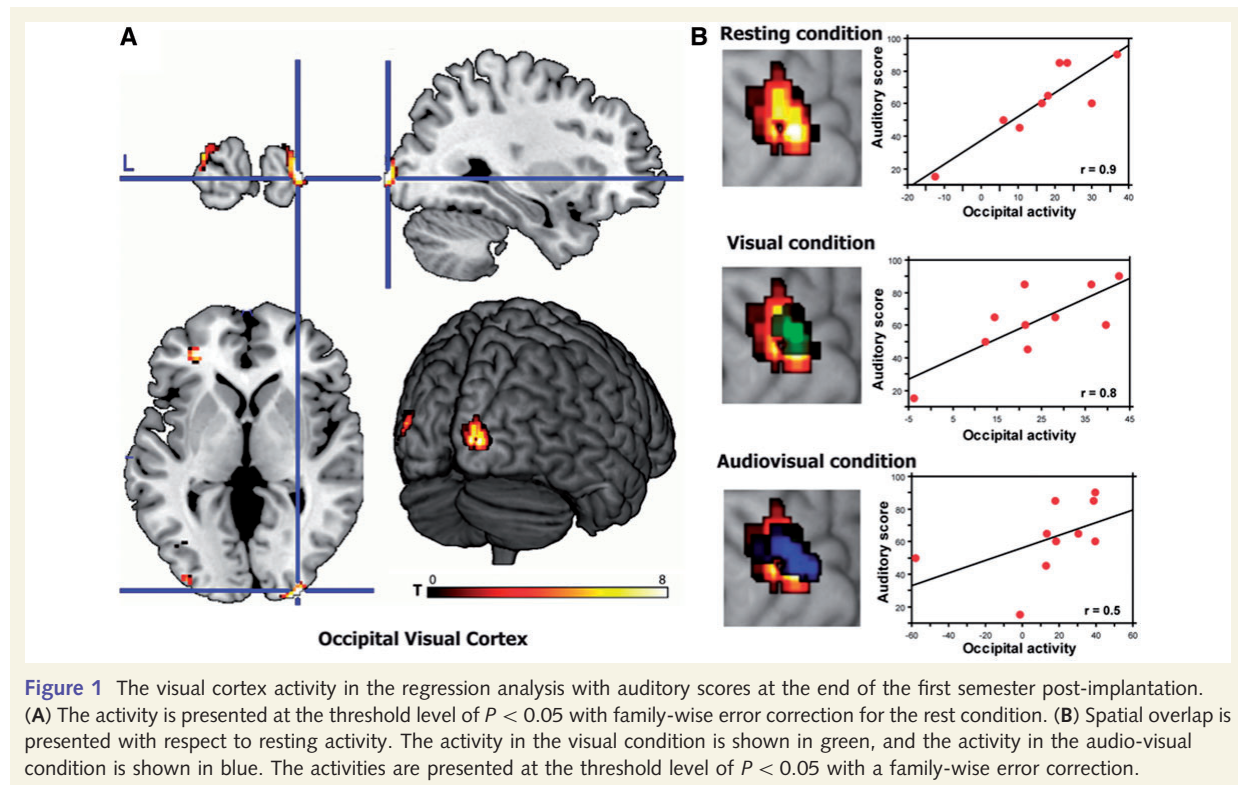 A
L
T
0
8
Occipital Visual Cortex
B
Resting condition
Auditory score
100
80
60
40
20
-20
-10
0
10
20
30
40
Occipital activity
r = 0.9
Visual condition
Auditory score
100
80
60
40
20
-5
5
15
25
35
45
Occipital activity
r = 0.8
Audiovisual condition
Auditory score
100
80
60
40
20
-60
-40
-20
0
20
40
60
Occipital activity
r = 0.5
Figure 1 The visual cortex activity in the regression analysis with auditory scores at the end of the first semester post-implantation.
(A) The activity is presented at the threshold level of P < 0.05 with family-wise error correction for the rest condition. (B) Spatial overlap is
presented with respect to resting activity. The activity in the visual condition is shown in green, and the activity in the audio-visual
condition is shown in blue. The activities are presented at the threshold level of P < 0.05 with a family-wise error correction.